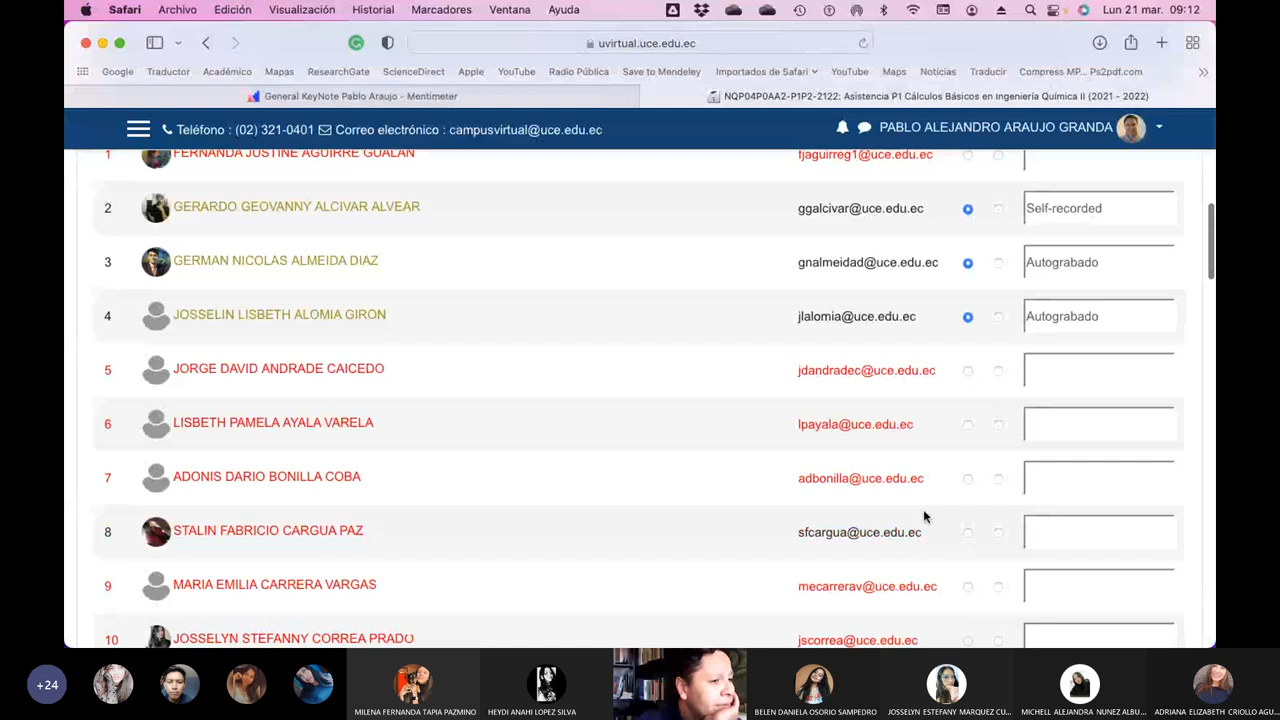 Safari Archivo Edición Visualización Historial Marcadores Ventana Ayuda Lun 21 mar. 09:12
uvirtual.uce.edu.ec
Google Traductor Académico Mapas ResearchGate ScienceDirect Apple YouTube Radio Pública Save to Mendeley Importados de Safari YouTube Maps Noticias Traducir Compress MP... Ps2pdf.com
General KeyNote Pablo Araujo - Mentimeter NQP04P0AA2-P1P2-2122: Asistencia P1 Cálculos Básicos en Ingeniería Química II (2021 - 2022)
Teléfono : (02) 321-0401 Correo electrónico : campusvirtual@uce.edu.ec PABLO ALEJANDRO ARAUJO GRANDA
1 FERNANDA JUSTINE AGUIRRE GUALAN fjaguirreg1@uce.edu.ec
2 GERARDO GEOVANNY ALCIVAR ALVEAR ggalcivar@uce.edu.ec Self-recorded
3 GERMAN NICOLAS ALMEIDA DIAZ gnalmeidad@uce.edu.ec Autograbado
4 JOSSELIN LISBETH ALOMIA GIRON jlalomia@uce.edu.ec Autograbado
5 JORGE DAVID ANDRADE CAICEDO jdandradec@uce.edu.ec
6 LISBETH PAMELA AYALA VARELA lpayala@uce.edu.ec
7 ADONIS DARIO BONILLA COBA adbonilla@uce.edu.ec
8 STALIN FABRICIO CARGUA PAZ sfcargua@uce.edu.ec
9 MARIA EMILIA CARRERA VARGAS mecarrerav@uce.edu.ec
10 JOSSELYN STEFANNY CORREA PRADO jscorrea@uce.edu.ec
+24
MILENA FERNANDA TAPIA PAZMINO HEYDI ANAHI LOPEZ SILVA BELEN DANIELA OSORIO SAMPEDRO JOSSELYN ESTEFANY MARQUEZ CU... MICHELL ALEJANDRA NUNEZ ALBU... ADRIANA ELIZABETH CRIOLLO AGU...